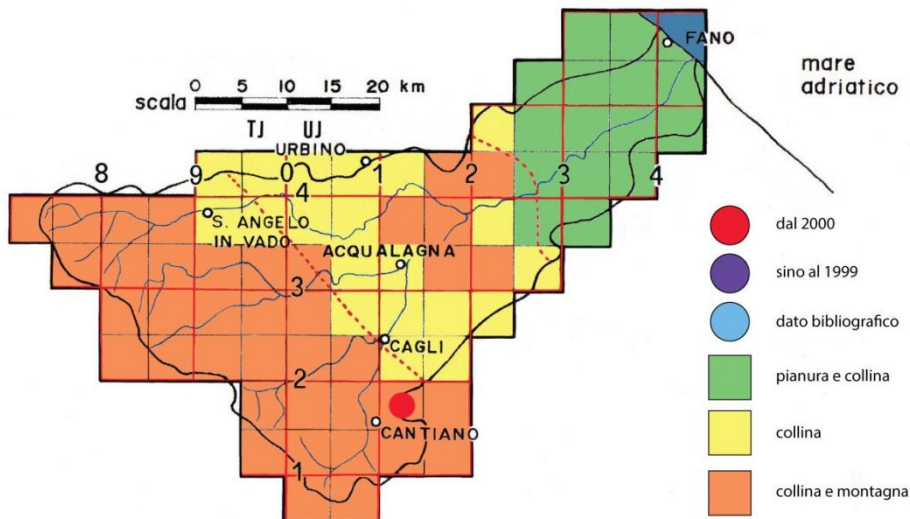 FANO
mare
adriatico
0 5 10 15 20 km
scala
TJ UJ
URBINO
8 9 0 1 2 3 4
4
S. ANGELO
IN VADO
ACQUALAGNA
3
CAGLI
2
CANTIANO
1
dal 2000
sino al 1999
dato bibliografico
pianura e collina
collina
collina e montagna